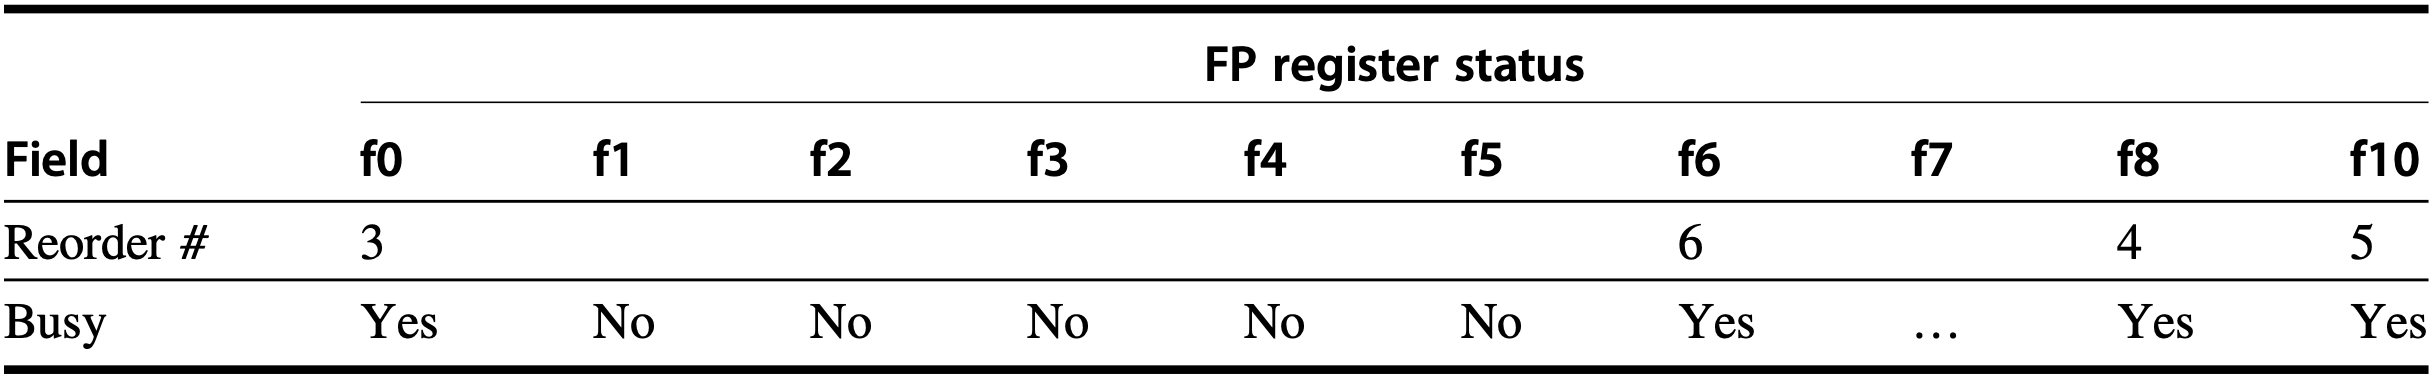 FP register status
Field f0 f1 f2 f3 f4 f5 f6 f7 f8 f10
Reorder # 3 6 4 5
Busy Yes No No No No No Yes … Yes Yes